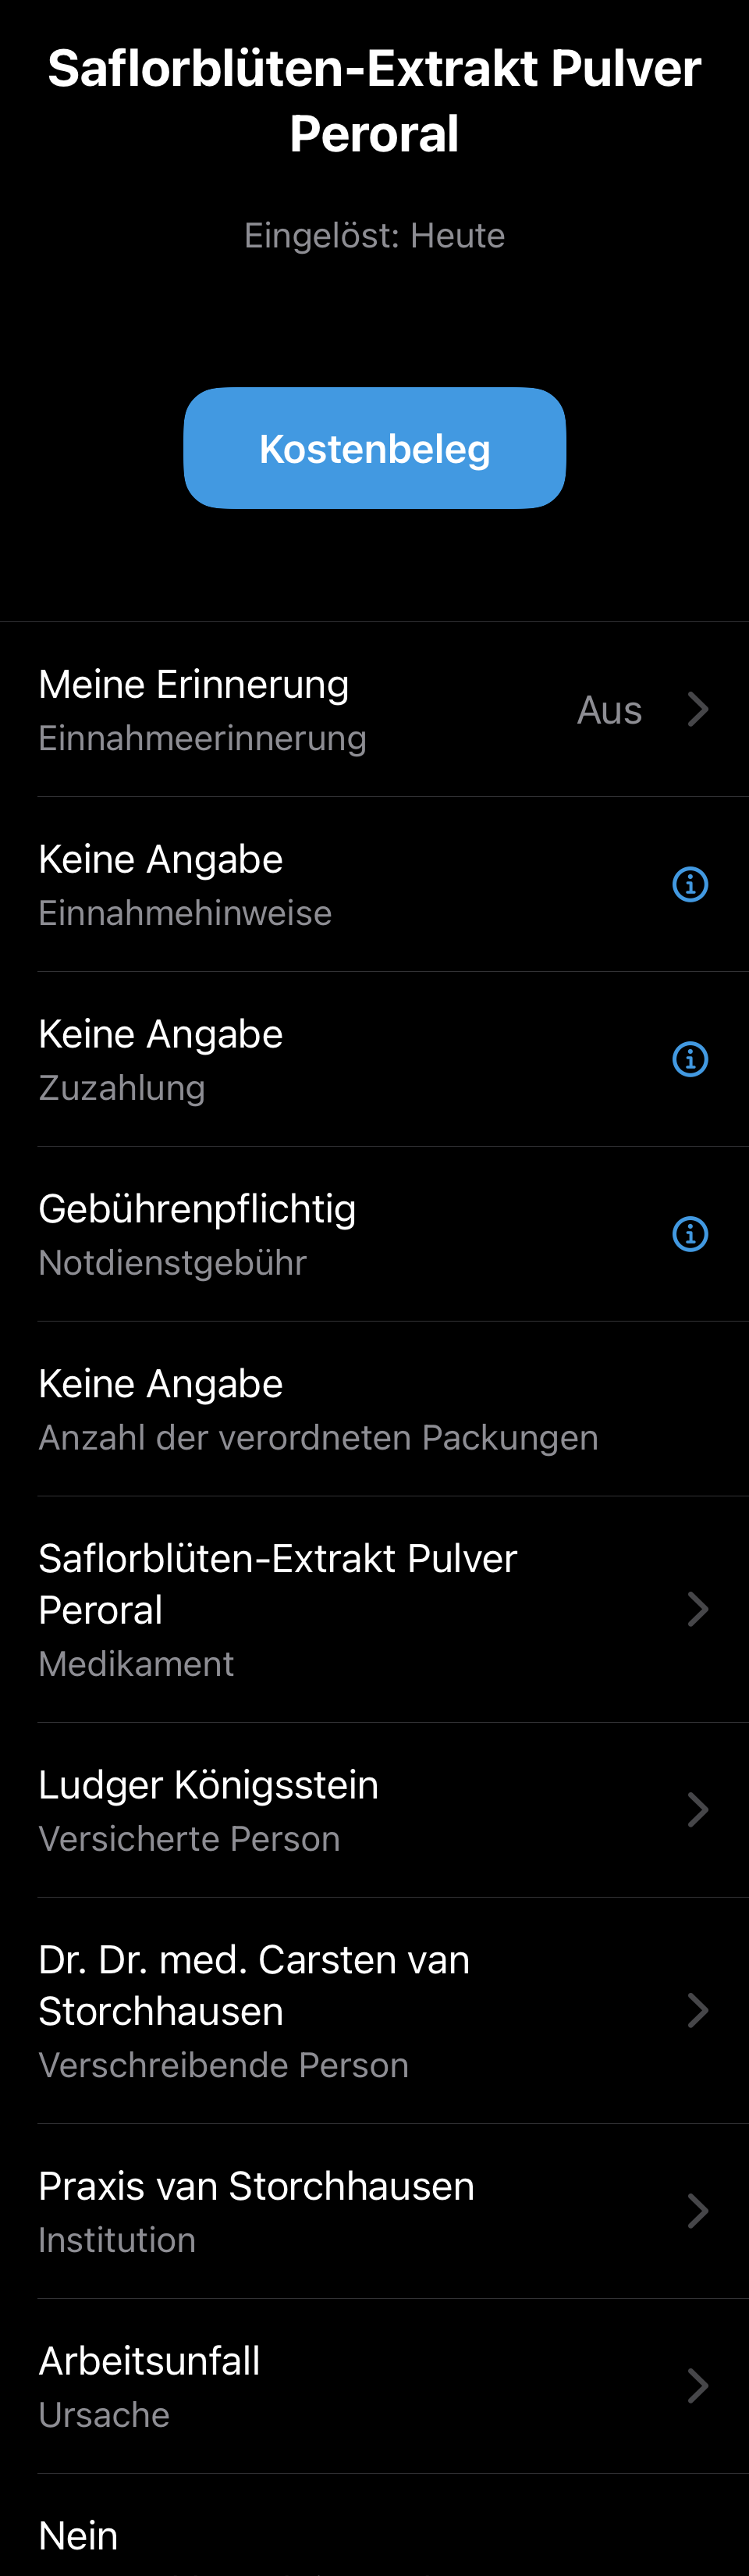 Saflorblüten-Extrakt Pulver
Peroral
Eingelöst: Heute
Kostenbeleg
Meine Erinnerung
Einnahmeerinnerung
Aus
Keine Angabe
Einnahmehinweise
Keine Angabe
Zuzahlung
Gebührenpflichtig
Notdienstgebühr
Keine Angabe
Anzahl der verordneten Packungen
Saflorblüten-Extrakt Pulver
Peroral
Medikament
Ludger Königsstein
Versicherte Person
Dr. Dr. med. Carsten van
Storchhausen
Verschreibende Person
Praxis van Storchhausen
Institution
Arbeitsunfall
Ursache
Nein